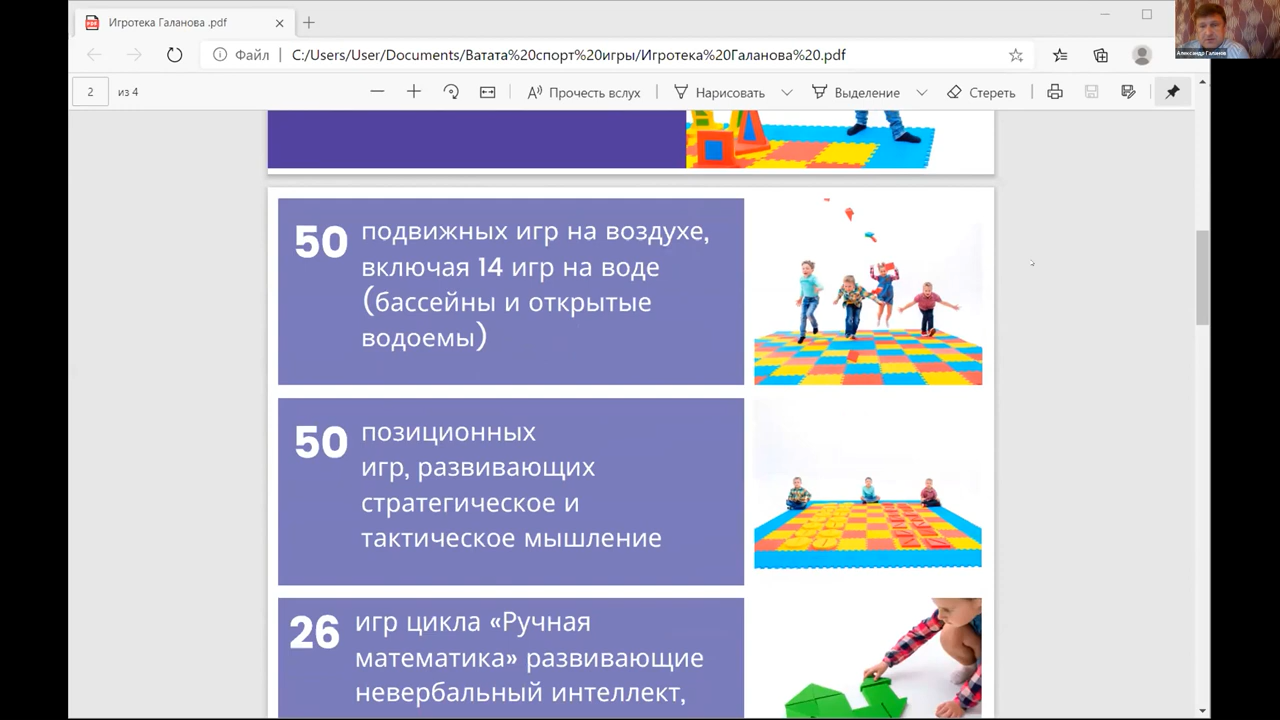 Игротека Галанова .pdf
Файл
C:/Users/User/Documents/Ватата%20спорт%20игры/Игротека%20Галанова%20.pdf
Александр Галанов
2 из 4
Прочесть вслух
Нарисовать
Выделение
Стереть
50 подвижных игр на воздухе,
включая 14 игр на воде
(бассейны и открытые
водоемы)
50 позиционных
игр, развивающих
стратегическое и
тактическое мышление
26 игр цикла «Ручная
математика» развивающие
невербальный интеллект,